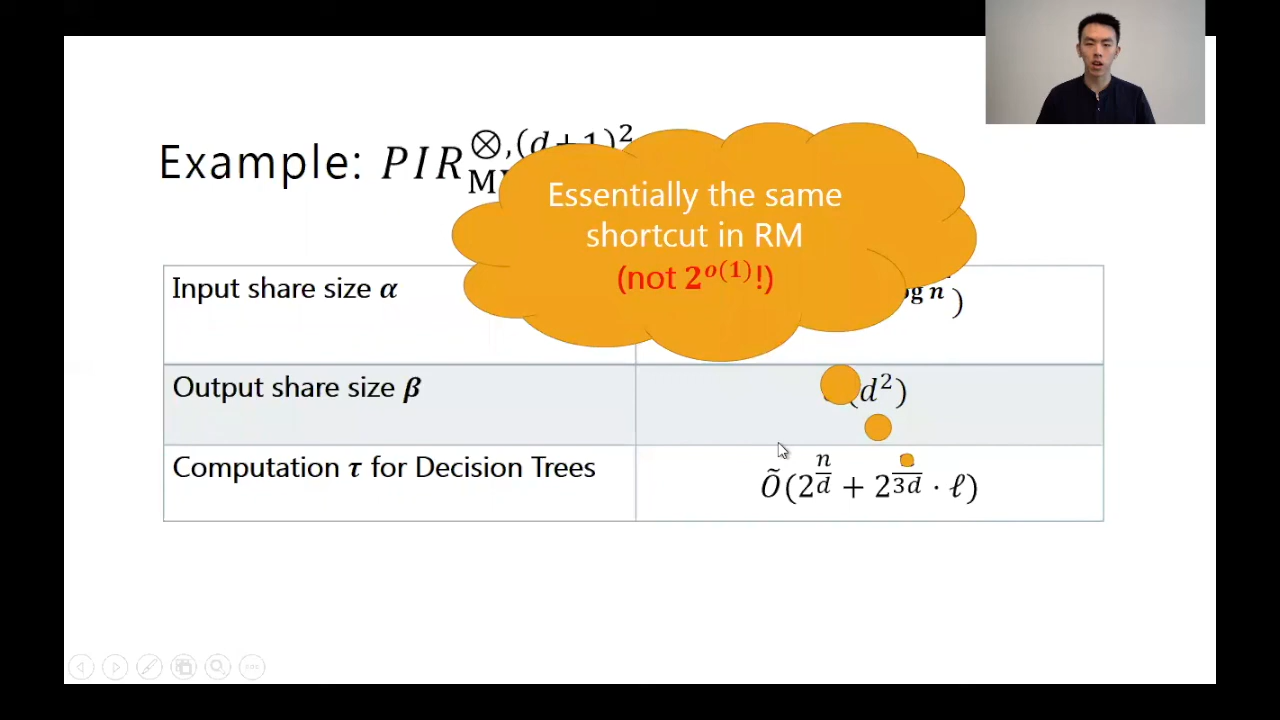 Example: PIR^{⊗,(d+1)^2}
Essentially the same
shortcut in RM
(not 2^{o(1)}!)
Input share size α
n )
Output share size β
(d^2)
Computation τ for Decision Trees
Õ(2^{n/d} + 2^{/3d} · ℓ)